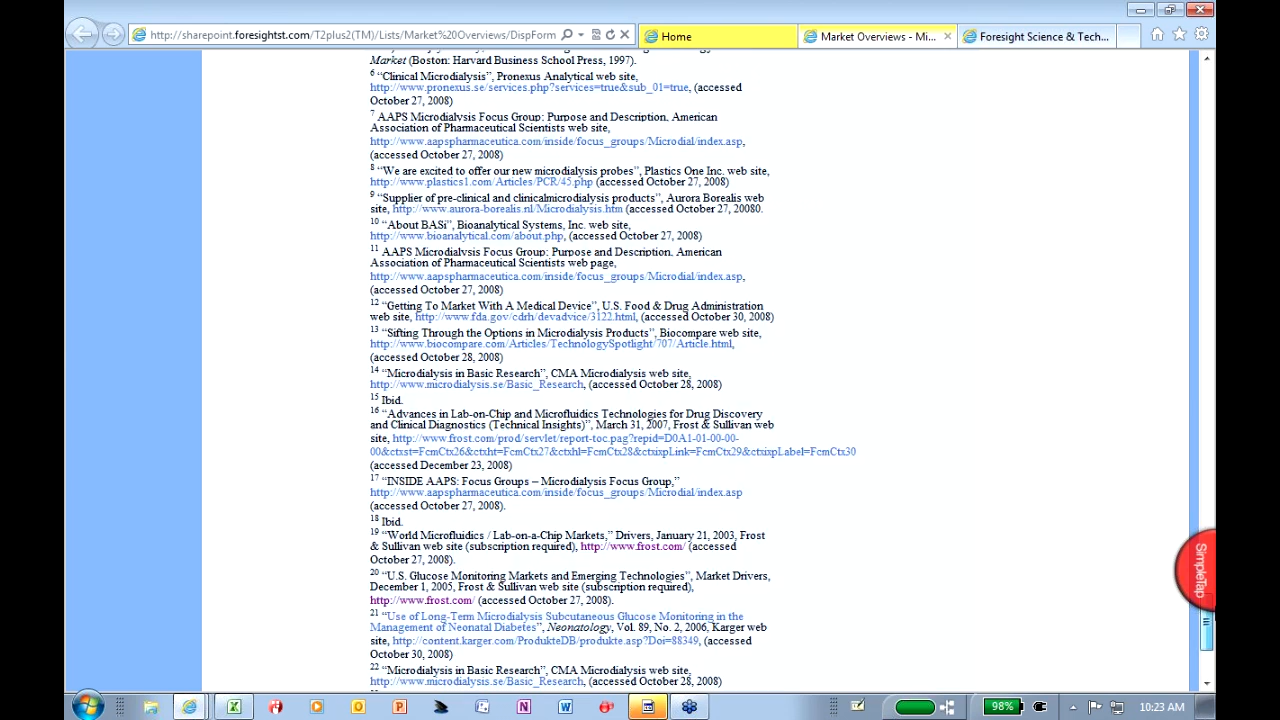 http://sharepoint.foresightst.com/T2plus2(TM)/Lists/Market%20Overviews/DispForm
Home
Market Overviews - Mi...
Foresight Science & Tech...
Market (Boston: Harvard Business School Press, 1997).
6 “Clinical Microdialysis”, Pronexus Analytical web site,
http://www.pronexus.se/services.php?services=true&sub_01=true, (accessed
October 27, 2008)
7 AAPS Microdialysis Focus Group: Purpose and Description, American
Association of Pharmaceutical Scientists web site,
http://www.aapspharmaceutica.com/inside/focus_groups/Microdial/index.asp,
(accessed October 27, 2008)
8 “We are excited to offer our new microdialysis probes”, Plastics One Inc. web site,
http://www.plastics1.com/Articles/PCR/45.php (accessed October 27, 2008)
9 “Supplier of pre-clinical and clinicalmicrodialysis products”, Aurora Borealis web
site, http://www.aurora-borealis.nl/Microdialysis.htm (accessed October 27, 20080.
10 “About BASi”, Bioanalytical Systems, Inc. web site,
http://www.bioanalytical.com/about.php, (accessed October 27, 2008)
11 AAPS Microdialysis Focus Group: Purpose and Description, American
Association of Pharmaceutical Scientists web page,
http://www.aapspharmaceutica.com/inside/focus_groups/Microdial/index.asp,
(accessed October 27, 2008)
12 “Getting To Market With A Medical Device”, U.S. Food & Drug Administration
web site, http://www.fda.gov/cdrh/devadvice/3122.html, (accessed October 30, 2008)
13 “Sifting Through the Options in Microdialysis Products”, Biocompare web site,
http://www.biocompare.com/Articles/TechnologySpotlight/707/Article.html,
(accessed October 28, 2008)
14 “Microdialysis in Basic Research”, CMA Microdialysis web site,
http://www.microdialysis.se/Basic_Research, (accessed October 28, 2008)
15 Ibid.
16 “Advances in Lab-on-Chip and Microfluidics Technologies for Drug Discovery
and Clinical Diagnostics (Technical Insights)”, March 31, 2007, Frost & Sullivan web
site, http://www.frost.com/prod/servlet/report-toc.pag?repid=D0A1-01-00-00-
00&ctxst=FcmCtx26&ctxht=FcmCtx27&ctxhl=FcmCtx28&ctxixpLink=FcmCtx29&ctxixpLabel=FcmCtx30
(accessed December 23, 2008)
17 “INSIDE AAPS: Focus Groups – Microdialysis Focus Group,”
http://www.aapspharmaceutica.com/inside/focus_groups/Microdial/index.asp
(accessed October 27, 2008).
18 Ibid.
19 “World Microfluidics / Lab-on-a-Chip Markets,” Drivers, January 21, 2003, Frost
& Sullivan web site (subscription required), http://www.frost.com/ (accessed
October 27, 2008).
20 “U.S. Glucose Monitoring Markets and Emerging Technologies”, Market Drivers,
December 1, 2005, Frost & Sullivan web site (subscription required),
http://www.frost.com/ (accessed October 27, 2008).
21 “Use of Long-Term Microdialysis Subcutaneous Glucose Monitoring in the
Management of Neonatal Diabetes”, Neonatology, Vol. 89, No. 2, 2006, Karger web
site, http://content.karger.com/ProdukteDB/produkte.asp?Doi=88349, (accessed
October 30, 2008)
22 “Microdialysis in Basic Research”, CMA Microdialysis web site,
http://www.microdialysis.se/Basic_Research, (accessed October 28, 2008)
SimpleTap
98%
10:23 AM